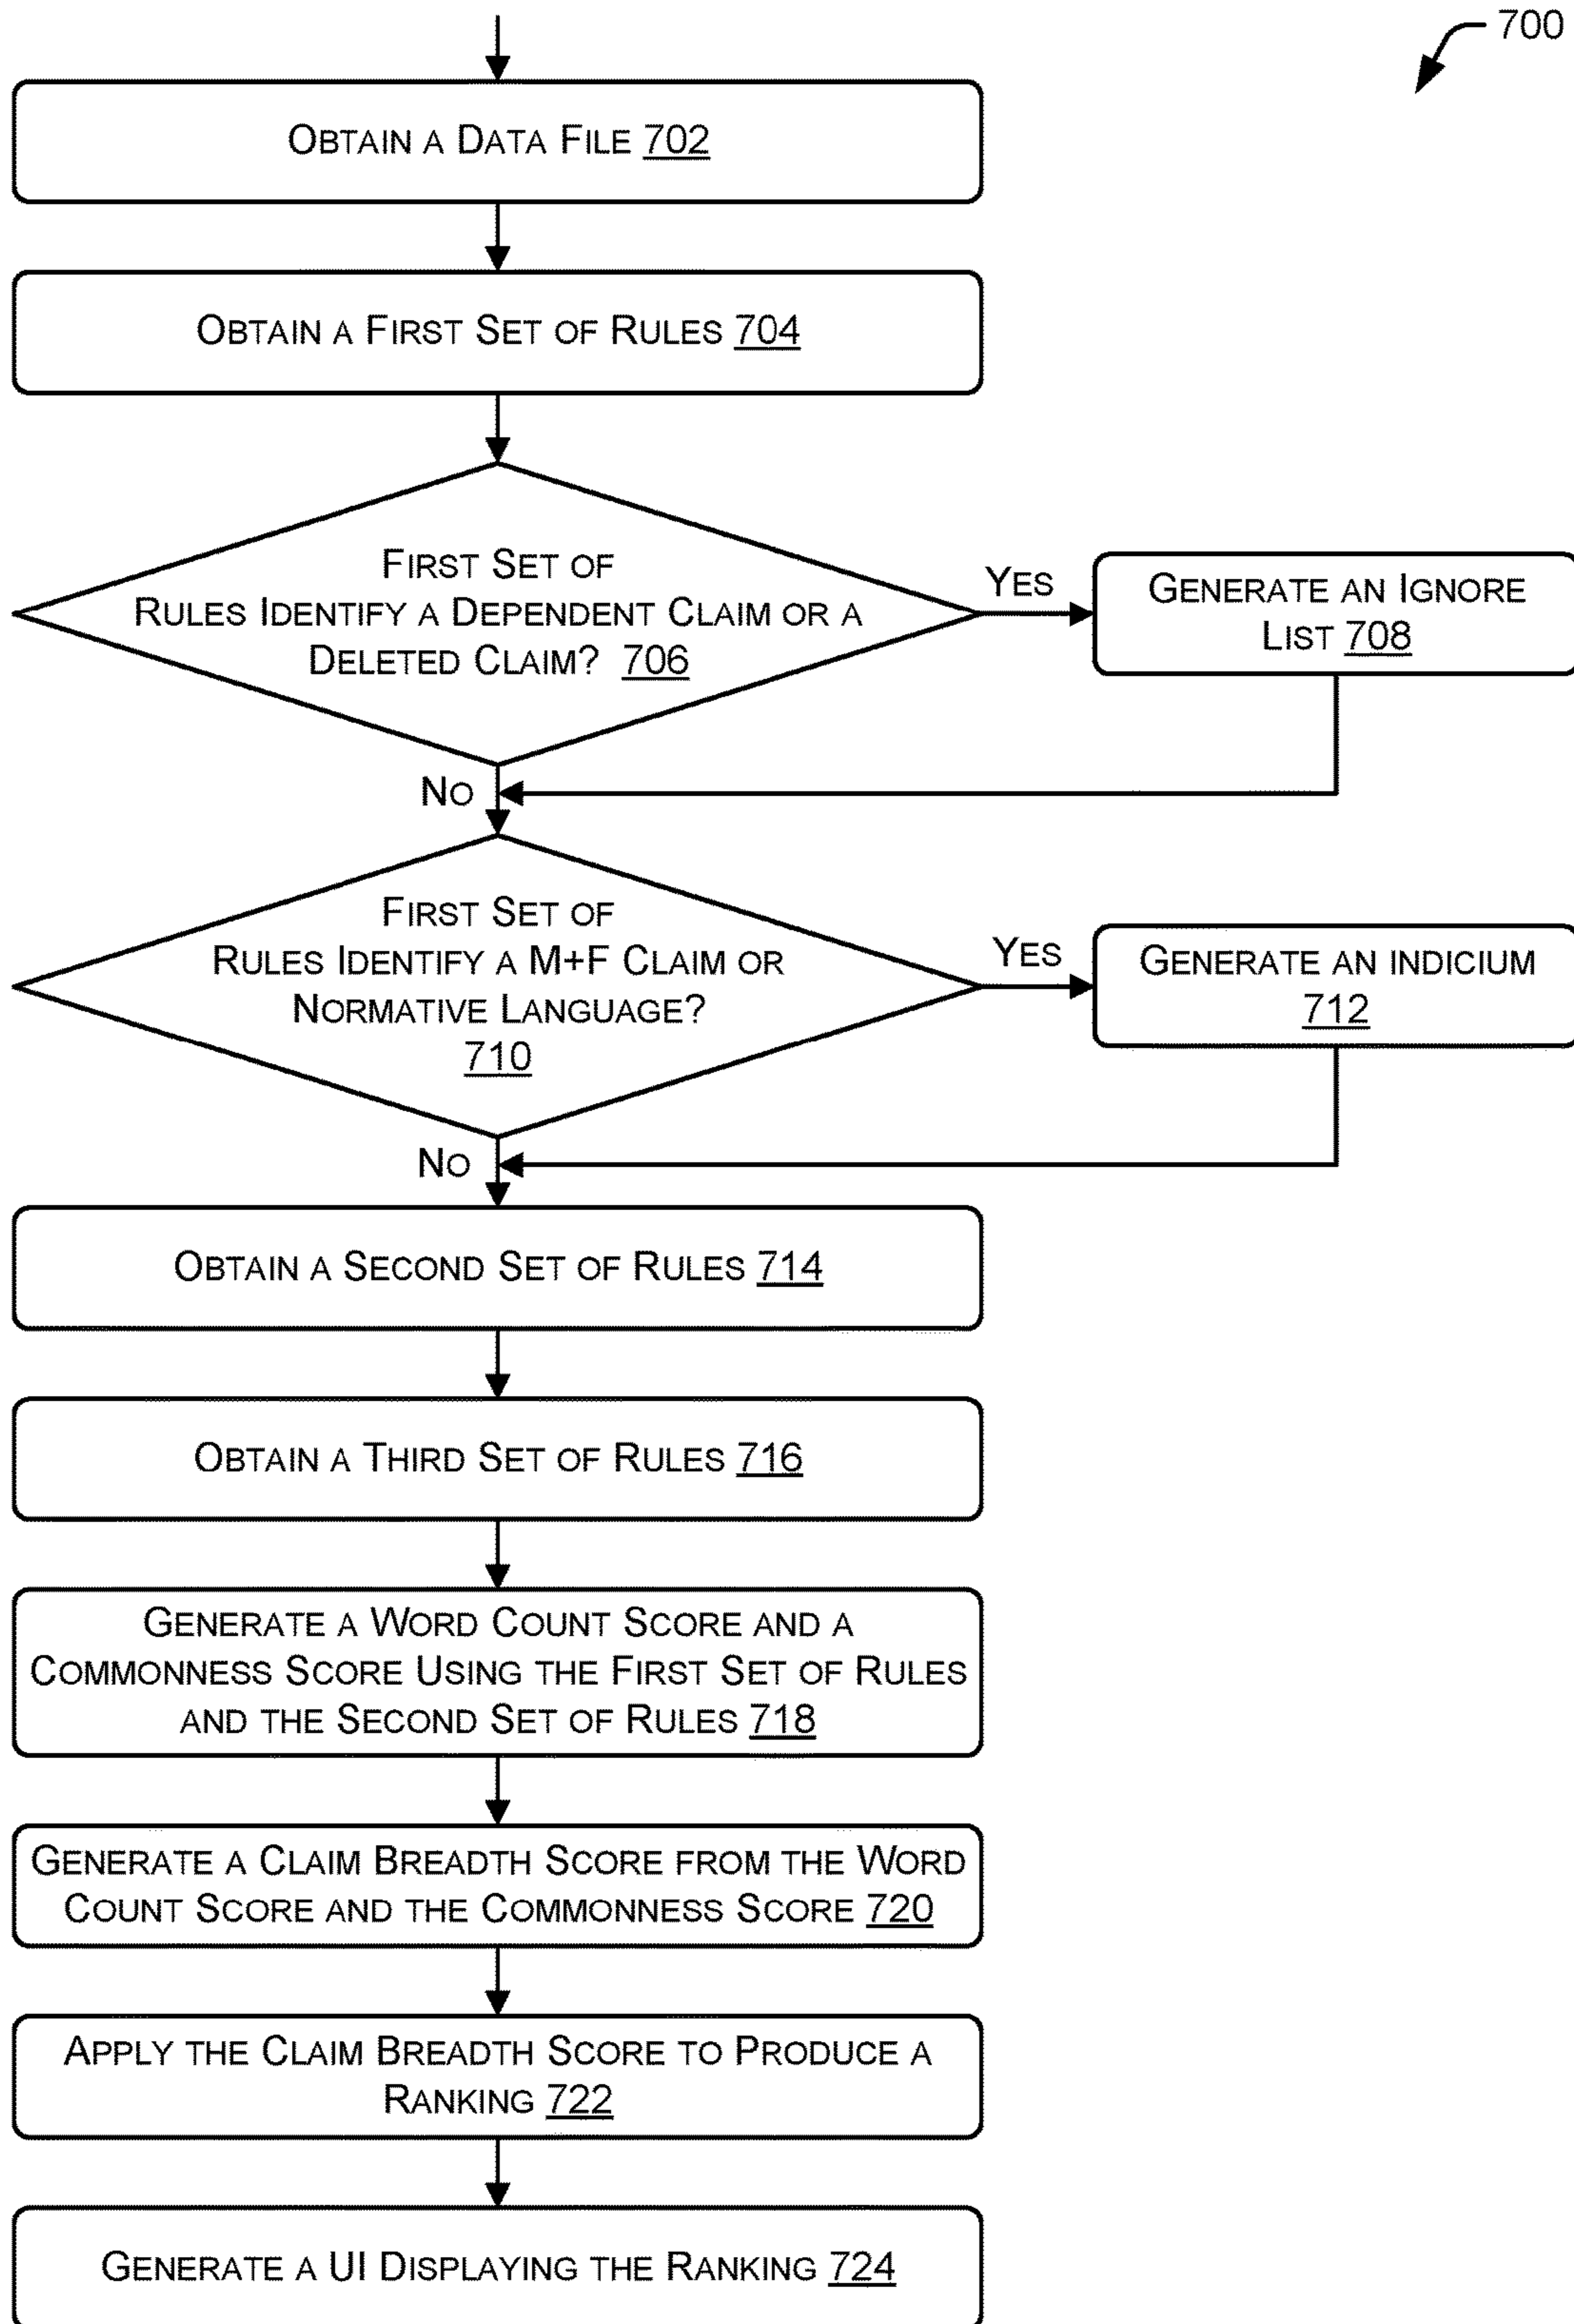 700
OBTAIN A DATA FILE 702
OBTAIN A FIRST SET OF RULES 704
FIRST SET OF
RULES IDENTIFY A DEPENDENT CLAIM OR A
DELETED CLAIM? 706
YES
GENERATE AN IGNORE
LIST 708
NO
FIRST SET OF
RULES IDENTIFY A M+F CLAIM OR
NORMATIVE LANGUAGE?
710
YES
GENERATE AN INDICIUM
712
NO
OBTAIN A SECOND SET OF RULES 714
OBTAIN A THIRD SET OF RULES 716
GENERATE A WORD COUNT SCORE AND A
COMMONNESS SCORE USING THE FIRST SET OF RULES
AND THE SECOND SET OF RULES 718
GENERATE A CLAIM BREADTH SCORE FROM THE WORD
COUNT SCORE AND THE COMMONNESS SCORE 720
APPLY THE CLAIM BREADTH SCORE TO PRODUCE A
RANKING 722
GENERATE A UI DISPLAYING THE RANKING 724